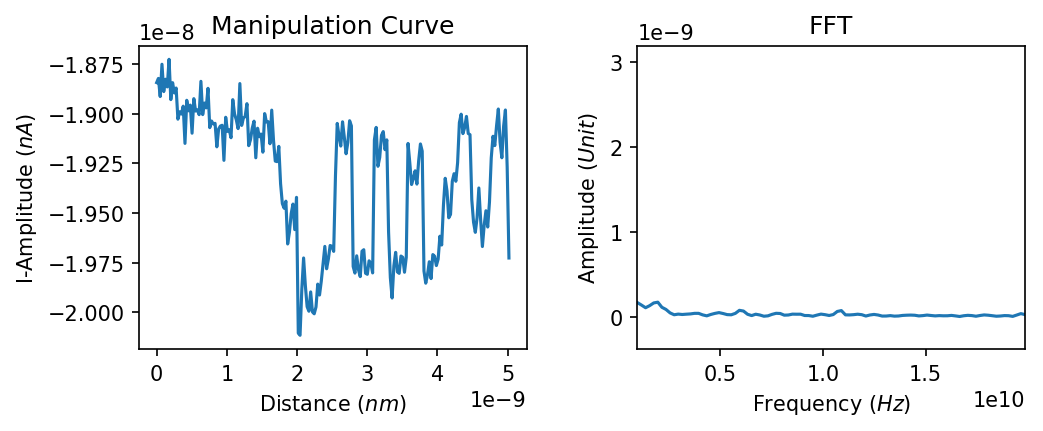 Manipulation Curve
1e−8
−1.875
−1.900
−1.925
−1.950
−1.975
−2.000
I-Amplitude (nA)
0 1 2 3 4 5
Distance (nm)
1e−9
FFT
1e−9
3
2
1
0
Amplitude (Unit)
0.5 1.0 1.5
Frequency (Hz)
1e10